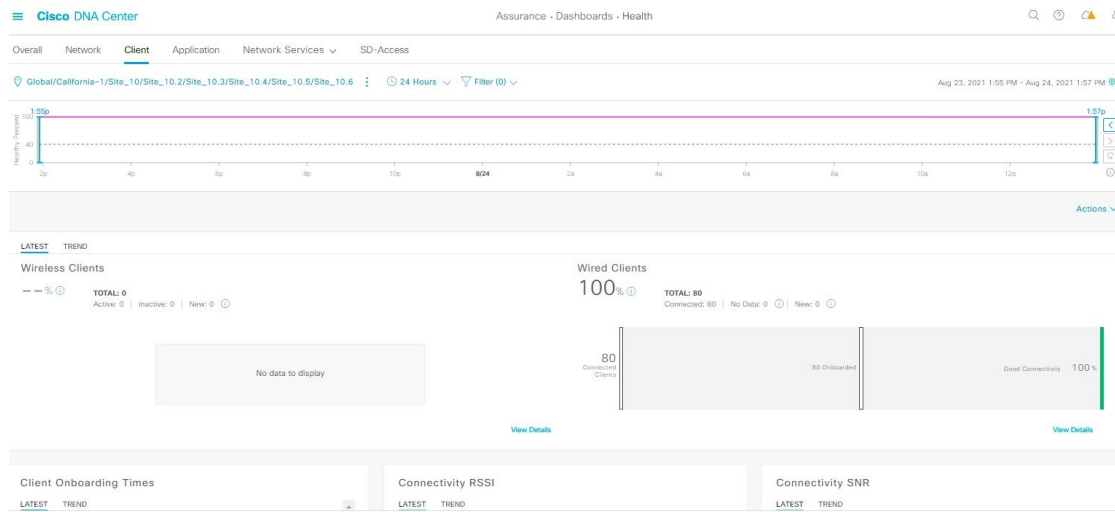 Cisco DNA Center
Assurance · Dashboards · Health
Overall Network Client Application Network Services SD-Access
Global/California-1/Site_10/Site_10.2/Site_10.3/Site_10.4/Site_10.5/Site_10.6 24 Hours Filter (0)
Aug 23, 2021 1:55 PM - Aug 24, 2021 1:57 PM
1:55p 1:57p
Healthy Percent
100
40
0
2p 4p 6p 8p 10p 8/24 2a 4a 6a 8a 10a 12p
Actions
LATEST TREND
Wireless Clients
--%
TOTAL: 0
Active: 0 | Inactive: 0 | New: 0
No data to display
View Details
Wired Clients
100%
TOTAL: 80
Connected: 80 | No Data: 0 | New: 0
80
Connected
Clients
80 Onboarded
Good Connectivity 100 %
View Details
Client Onboarding Times
LATEST TREND
Connectivity RSSI
LATEST TREND
Connectivity SNR
LATEST TREND